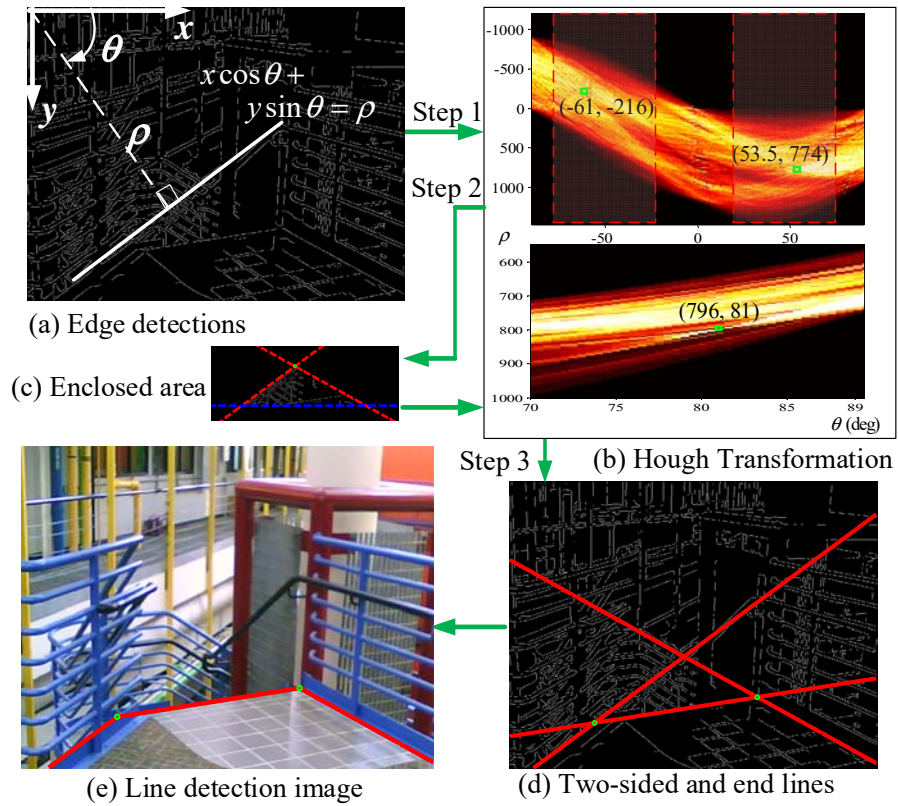 x
θ
x cos θ +
y sin θ = ρ
y
ρ
(a) Edge detections
Step 1
Step 2
-1000
-500
0
500
1000
(-61, -216)
(53.5, 774)
ρ
-50
0
50
600
700
800
900
1000
(796, 81)
70
75
80
85
89
θ (deg)
(b) Hough Transformation
(c) Enclosed area
Step 3
(e) Line detection image
(d) Two-sided and end lines